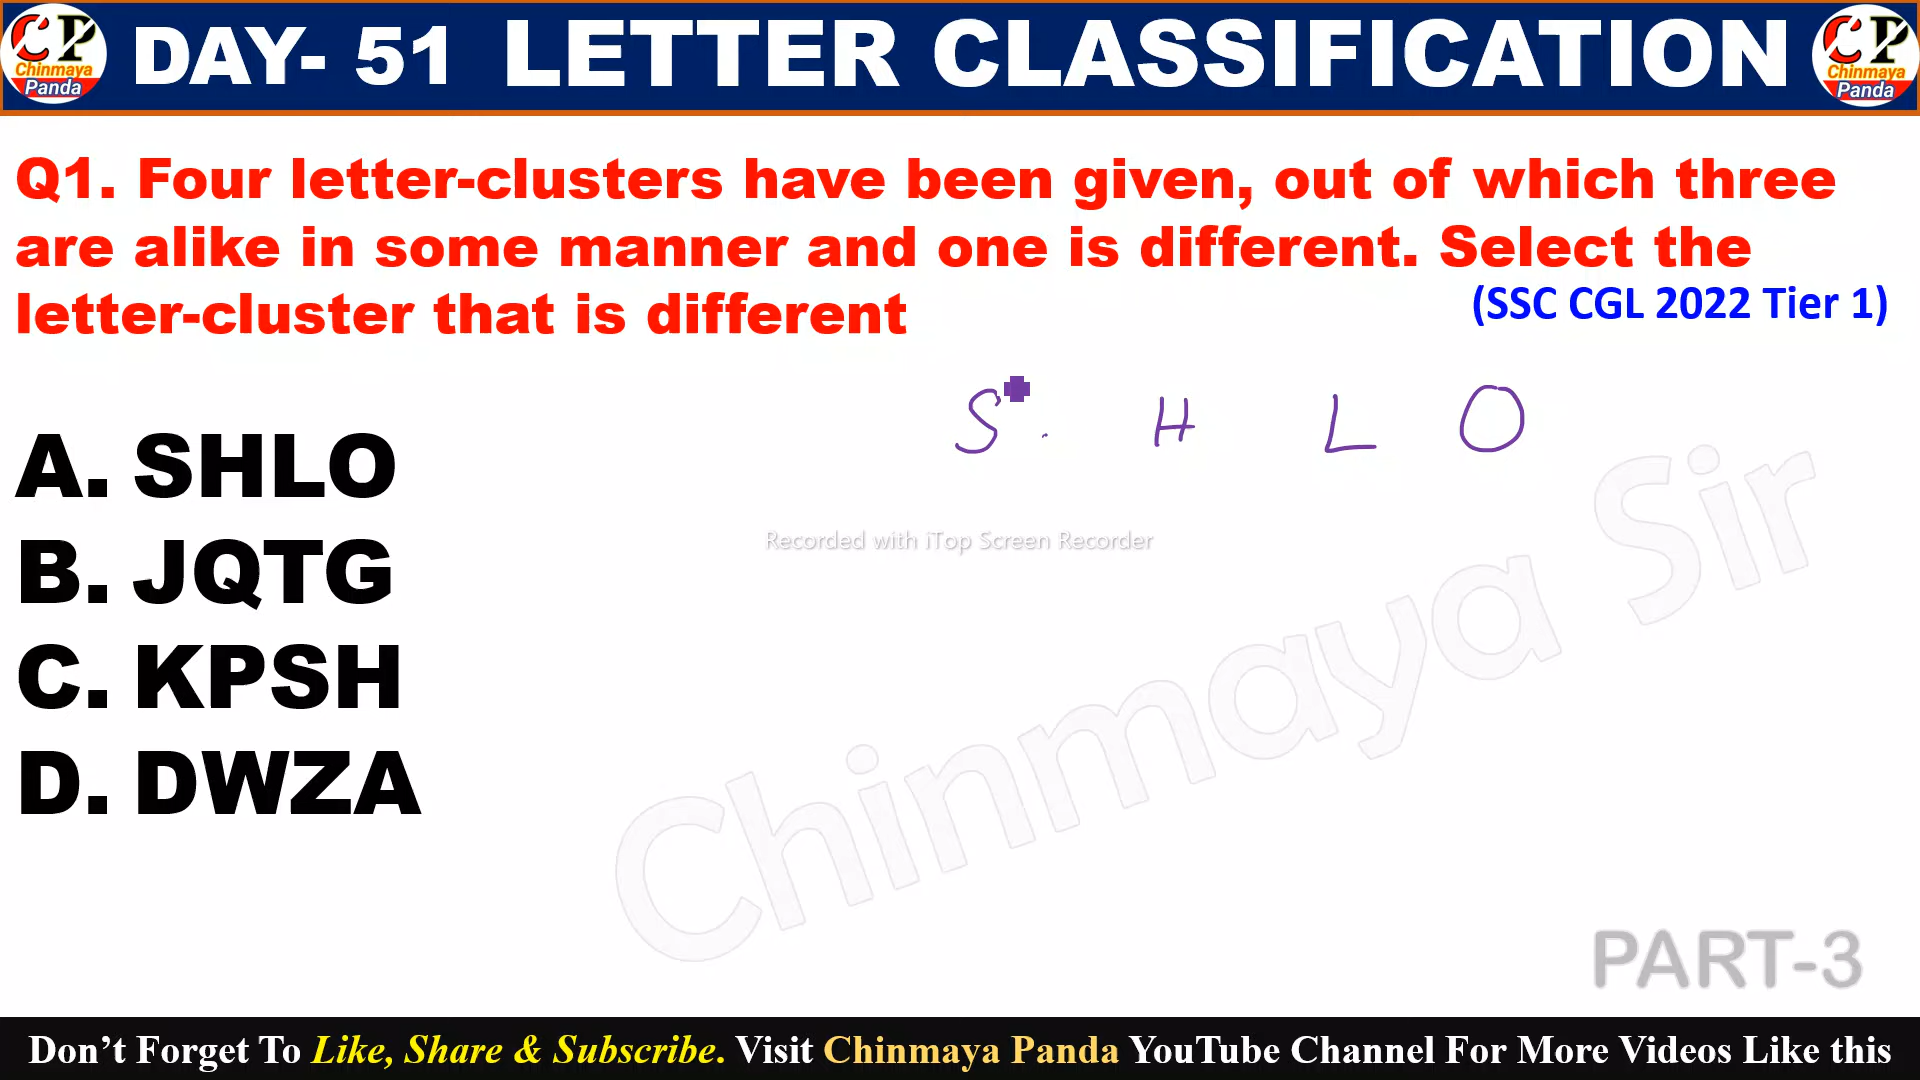 CP Chinmaya Panda
DAY- 51 LETTER CLASSIFICATION
CP Chinmaya Panda
Q1. Four letter-clusters have been given, out of which three
are alike in some manner and one is different. Select the
letter-cluster that is different
(SSC CGL 2022 Tier 1)
S H L O
A. SHLO
B. JQTG
C. KPSH
D. DWZA
Recorded with iTop Screen Recorder
Chinmaya Sir
PART-3
Don’t Forget To Like, Share & Subscribe. Visit Chinmaya Panda YouTube Channel For More Videos Like this